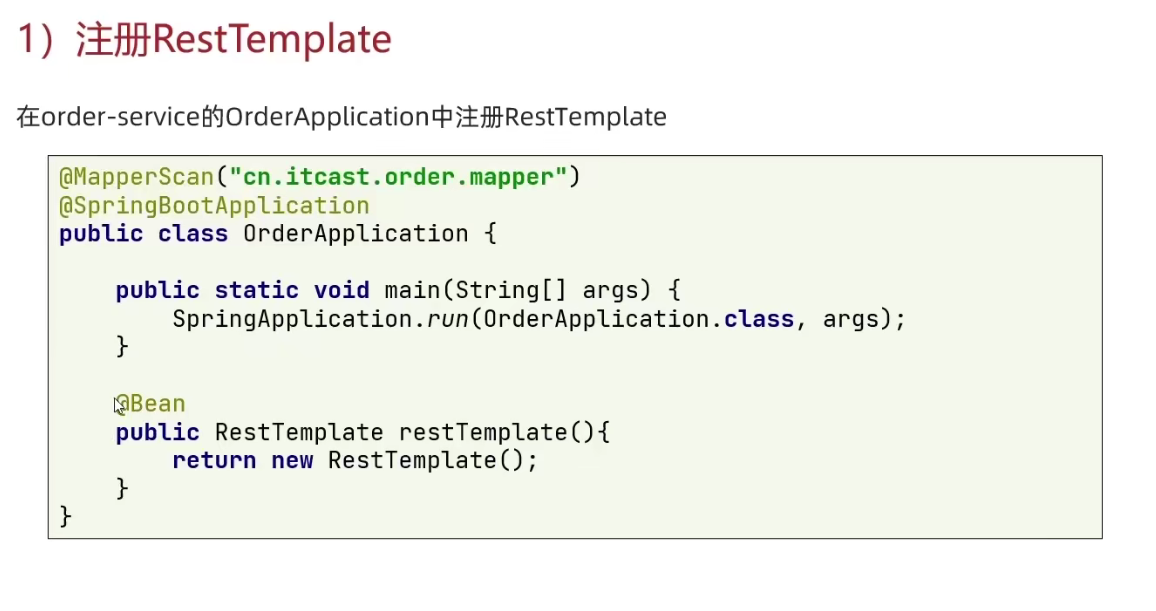 1）注册RestTemplate
在order-service的OrderApplication中注册RestTemplate
@MapperScan("cn.itcast.order.mapper")
@SpringBootApplication
public class OrderApplication {
public static void main(String[] args) {
SpringApplication.run(OrderApplication.class, args);
}
@Bean
public RestTemplate restTemplate(){
return new RestTemplate();
}
}